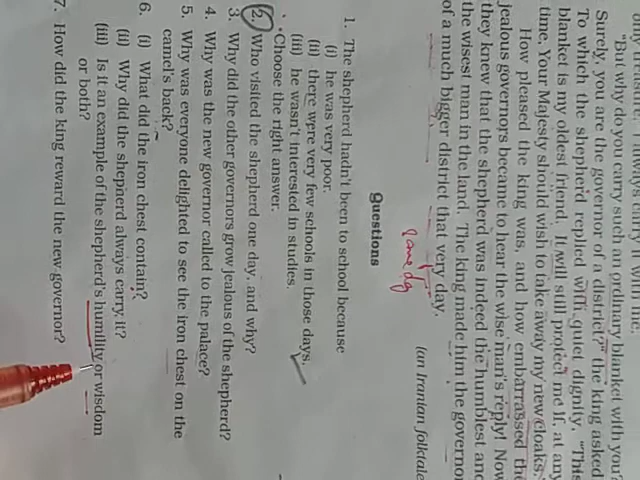 "But why do you carry such an ordinary blanket with you?
Surely, you are the governor of a district?" the king asked
To which the shepherd replied with quiet dignity, "This
blanket is my oldest friend. It will still protect me if, at any
time, Your Majesty should wish to take away my new cloaks.
How pleased the king was, and how embarrassed the
jealous governors became to hear the wise man's reply! Now
they knew that the shepherd was indeed the humblest and
the wisest man in the land. The king made him the governor
of a much bigger district that very day.
(an Iranian folktale
same day
Questions
1. The shepherd hadn't been to school because
(i) he was very poor.
(ii) there were very few schools in those days.
(iii) he wasn't interested in studies.
Choose the right answer.
2. Who visited the shepherd one day, and why?
3. Why did the other governors grow jealous of the shepherd?
4. Why was the new governor called to the palace?
5. Why was everyone delighted to see the iron chest on the
camel's back?
6. (i) What did the iron chest contain?
(ii) Why did the shepherd always carry it?
(iii) Is it an example of the shepherd's humility or wisdom
or both?
7. How did the king reward the new governor?